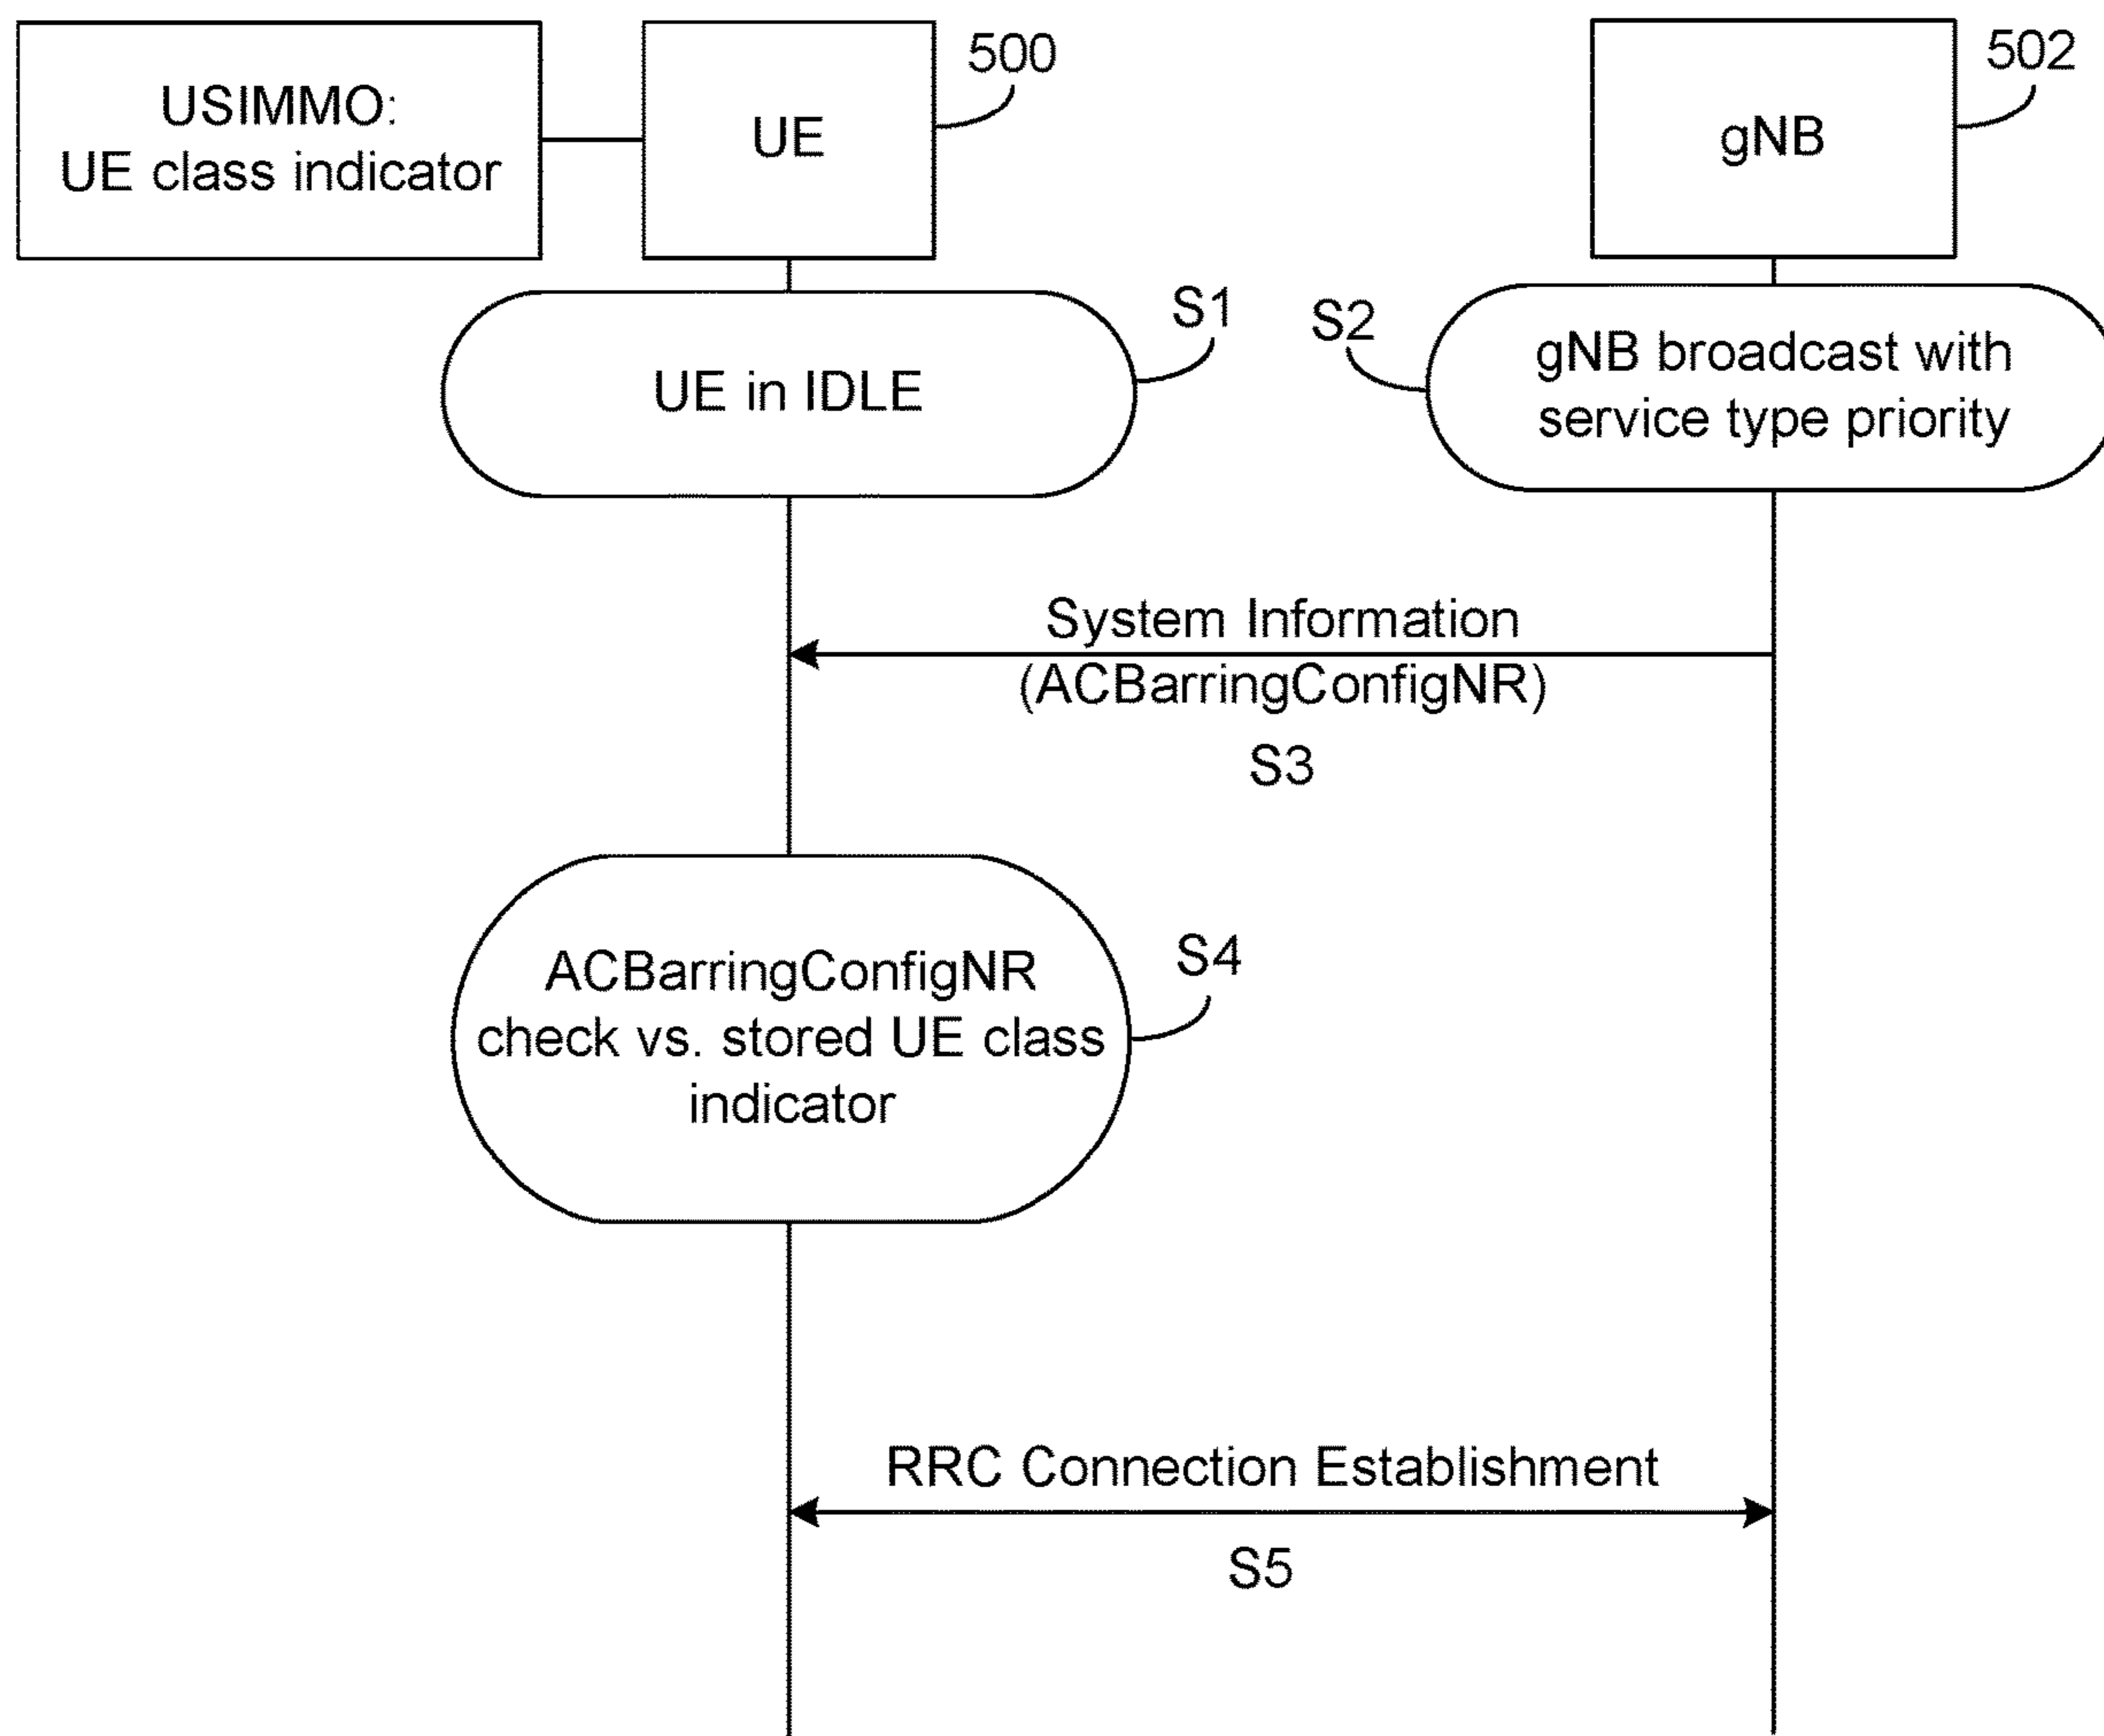 USIMMO:
UE class indicator
UE
500
gNB
502
UE in IDLE
S1
S2
gNB broadcast with
service type priority
System Information
(ACBarringConfigNR)
S3
ACBarringConfigNR
check vs. stored UE class
indicator
S4
RRC Connection Establishment
S5